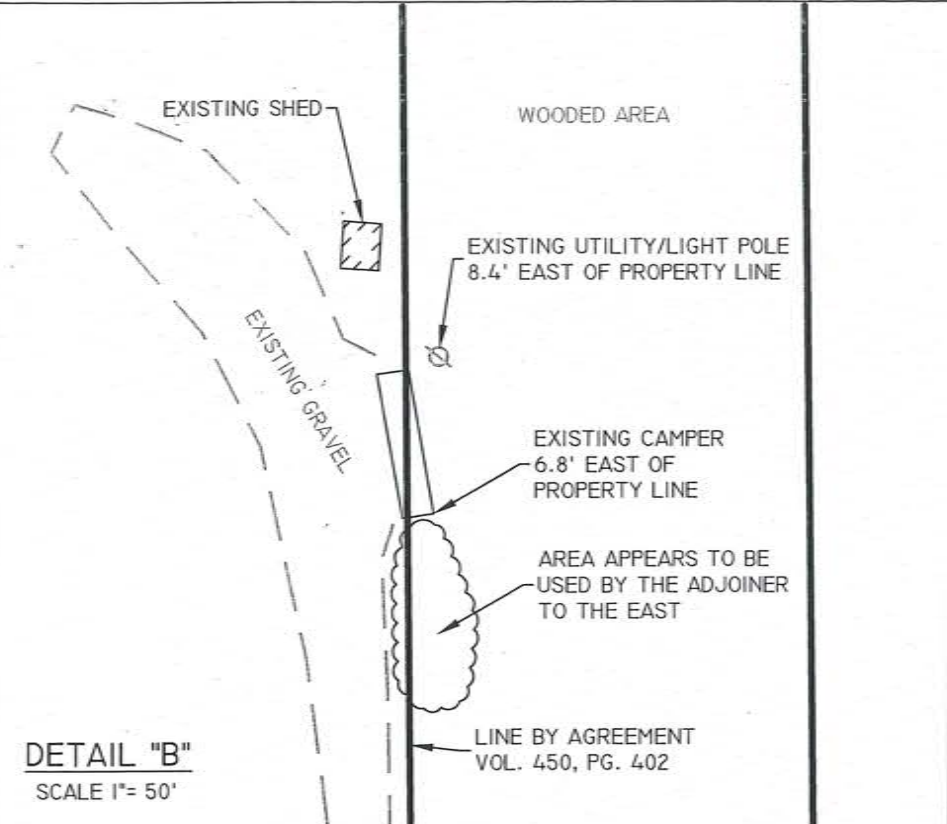 EXISTING SHED
WOODED AREA
EXISTING UTILITY/LIGHT POLE
8.4' EAST OF PROPERTY LINE
EXISTING GRAVEL
EXISTING CAMPER
6.8' EAST OF
PROPERTY LINE
AREA APPEARS TO BE
USED BY THE ADJOINER
TO THE EAST
LINE BY AGREEMENT
VOL. 450, PG. 402
DETAIL "B"
SCALE 1"= 50'